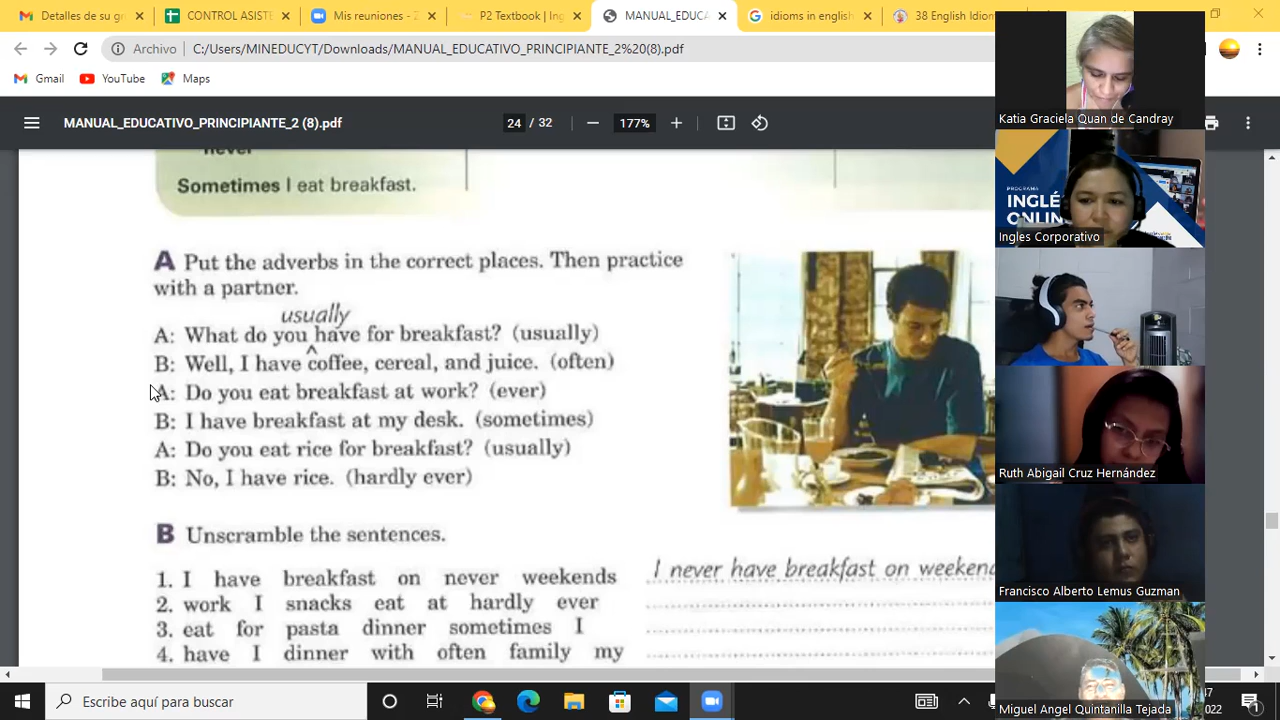 Detalles de su gr
CONTROL ASISTE
Mis reuniones - Z
P2 Textbook | Ing
MANUAL_EDUCA
idioms in english
38 English Idiom
Archivo
C:/Users/MINEDUCYT/Downloads/MANUAL_EDUCATIVO_PRINCIPIANTE_2%20(8).pdf
Gmail
YouTube
Maps
MANUAL_EDUCATIVO_PRINCIPIANTE_2 (8).pdf
24 / 32
177%
never
Sometimes I eat breakfast.
A Put the adverbs in the correct places. Then practice
with a partner.
usually
A: What do you have for breakfast? (usually)
B: Well, I have coffee, cereal, and juice. (often)
A: Do you eat breakfast at work? (ever)
B: I have breakfast at my desk. (sometimes)
A: Do you eat rice for breakfast? (usually)
B: No, I have rice. (hardly ever)
B Unscramble the sentences.
1. I have breakfast on never weekends
I never have breakfast on weekend
2. work I snacks eat at hardly ever
3. eat for pasta dinner sometimes I
4. have I dinner with often family my
Katia Graciela Quan de Candray
PROGRAMA
INGLÉ
ONLIN
Ingles Corporativo
Ruth Abigail Cruz Hernández
Francisco Alberto Lemus Guzman
Miguel Angel Quintanilla Tejada
Escribe aquí para buscar
2022